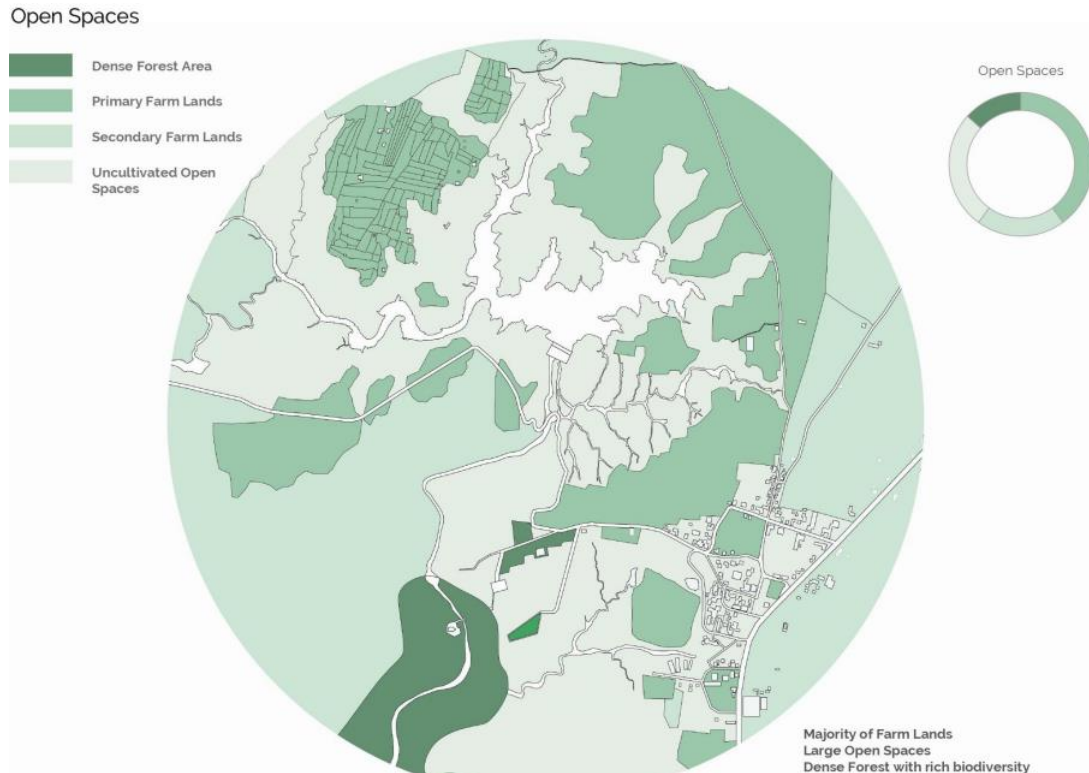 Open Spaces
Dense Forest Area
Primary Farm Lands
Secondary Farm Lands
Uncultivated Open
Spaces
Open Spaces
Majority of Farm Lands
Large Open Spaces
Dense Forest with rich biodiversity